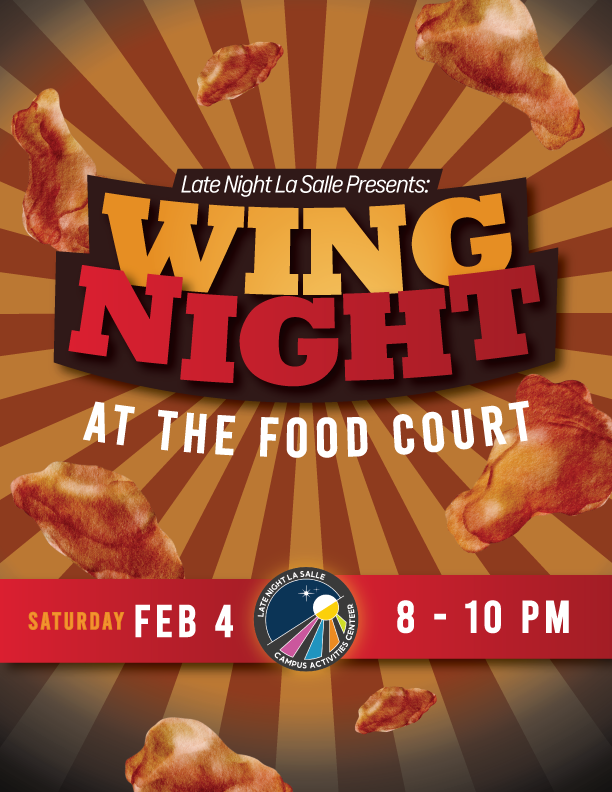 Late Night La Salle Presents:
WING
NIGHT
AT THE FOOD COURT
SATURDAY FEB 4
LATE NIGHT LA SALLE
CAMPUS ACTIVITIES CENTEER
8 - 10 PM